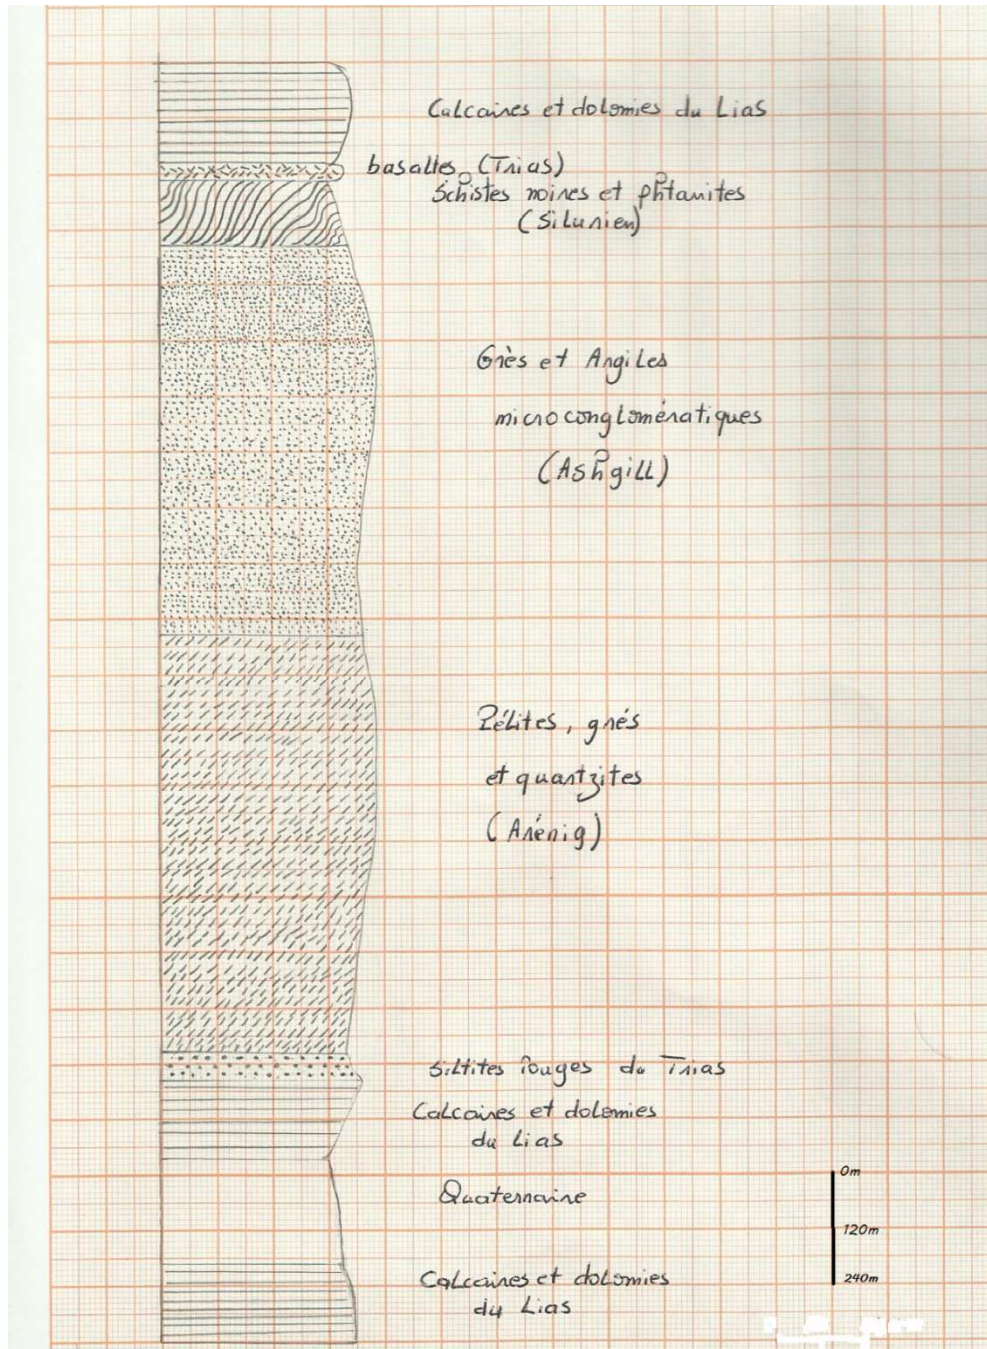 Calcaires et dolomies du Lias
basaltes (Trias)
Schistes noires et phtanites
(Silurien)
Grès et Argiles
microconglomératiques
(Ashgill)
Pélites, grés
et quartzites
(Arénig)
Siltites rouges du Trias
Calcaires et dolomies
du Lias
Quaternaire
0m
120m
240m
Calcaires et dolomies
du Lias